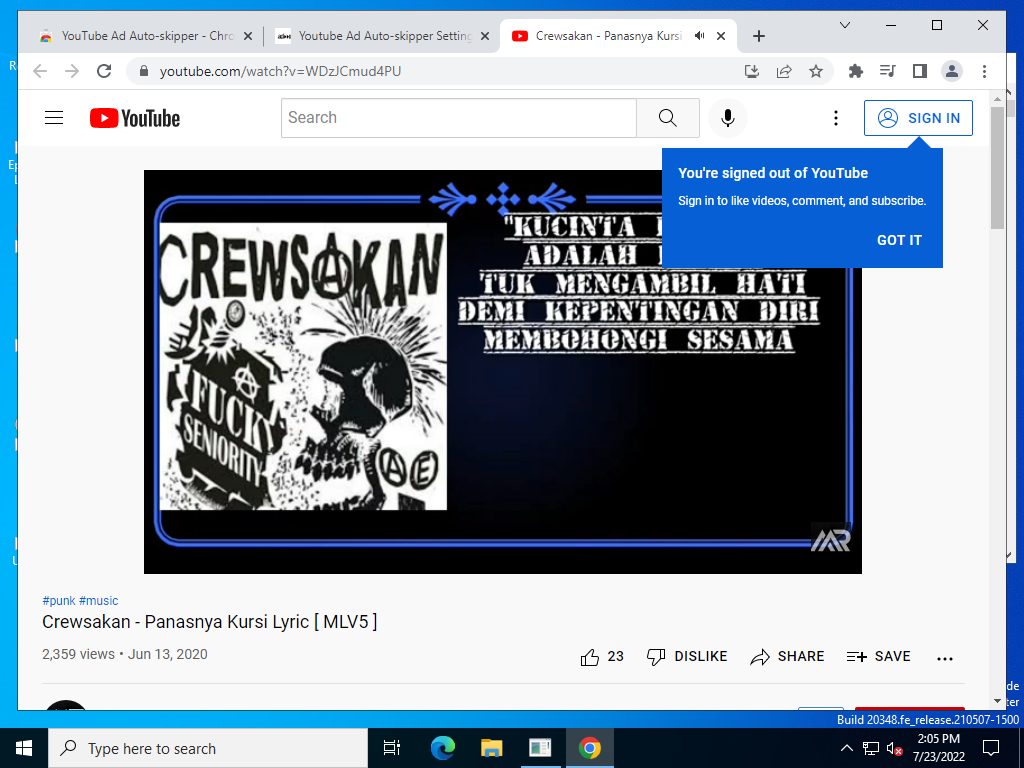 YouTube Ad Auto-skipper - Chro
Youtube Ad Auto-skipper Setting
Crewsakan - Panasnya Kursi
youtube.com/watch?v=WDzJCmud4PU
YouTube
Search
SIGN IN
You're signed out of YouTube
Sign in to like videos, comment, and subscribe.
GOT IT
"KUCINTA
ADALAH
TUK MENGAMBIL HATI
DEMI KEPENTINGAN DIRI
MEMBOHONGI SESAMA
CREWSAKAN
FUCK
SENIORITY
A E
MR
#punk #music
Crewsakan - Panasnya Kursi Lyric [ MLV5 ]
2,359 views • Jun 13, 2020
23
DISLIKE
SHARE
SAVE
Build 20348.fe_release.210507-1500
Type here to search
2:05 PM
7/23/2022